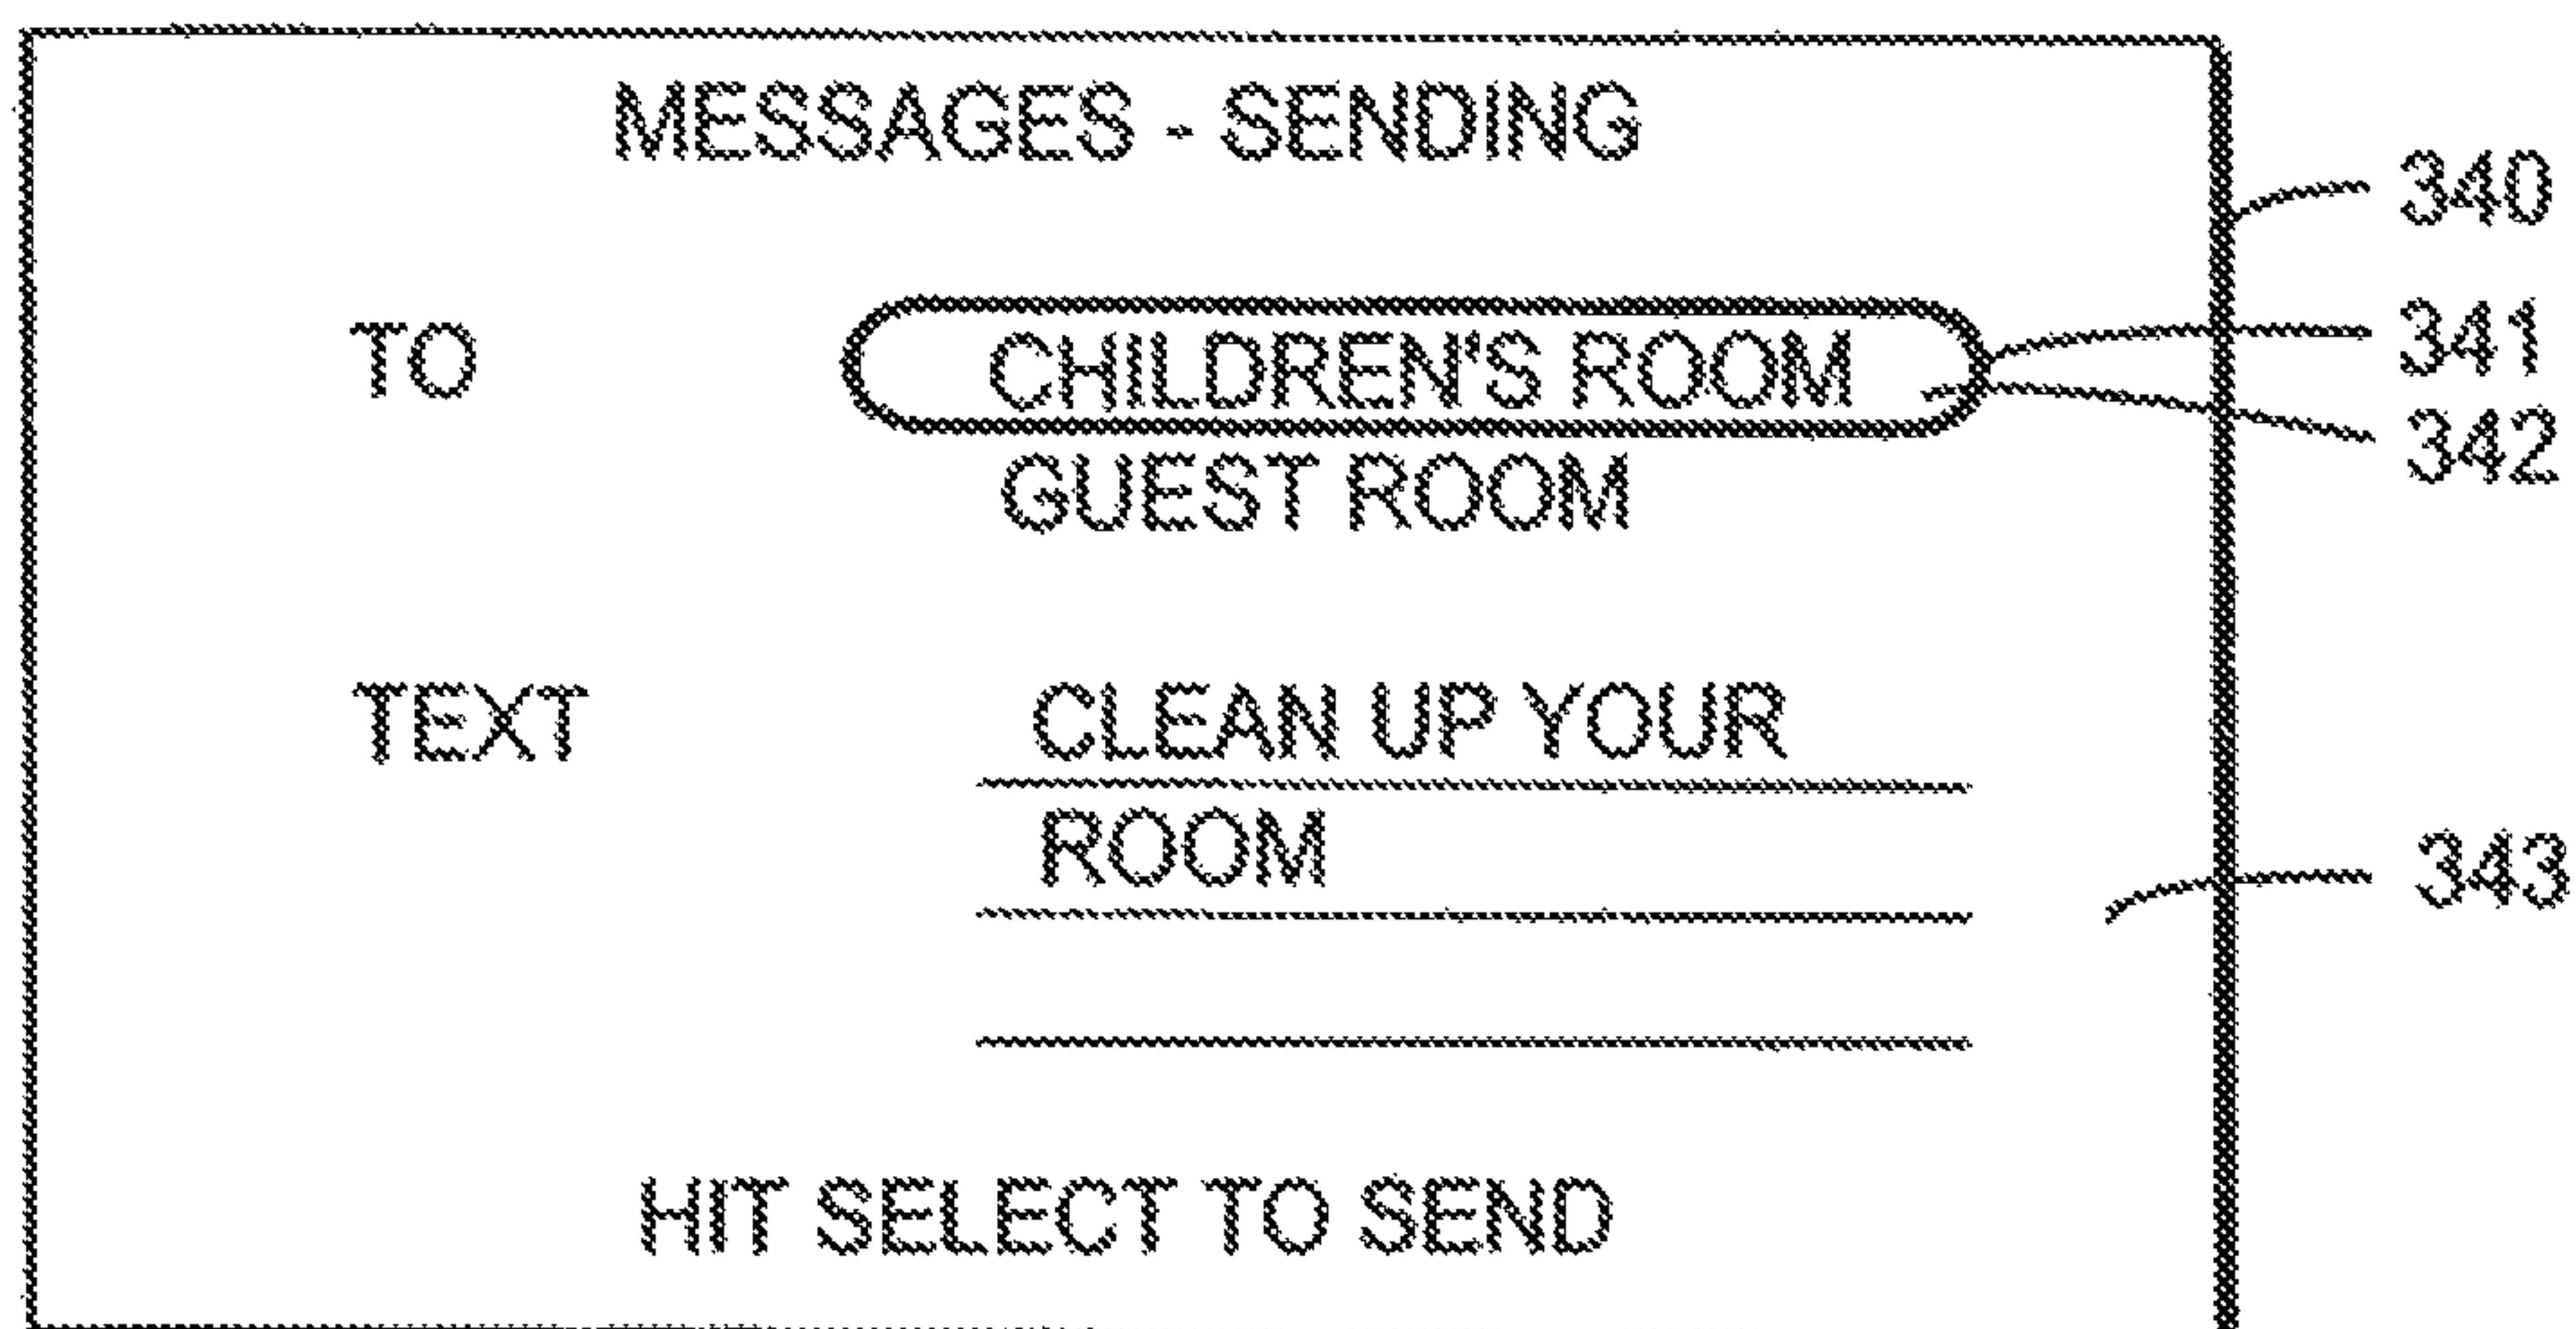 MESSAGES - SENDING
340
TO CHILDREN'S ROOM
341
342
GUEST ROOM
TEXT CLEAN UP YOUR
ROOM
343
HIT SELECT TO SEND